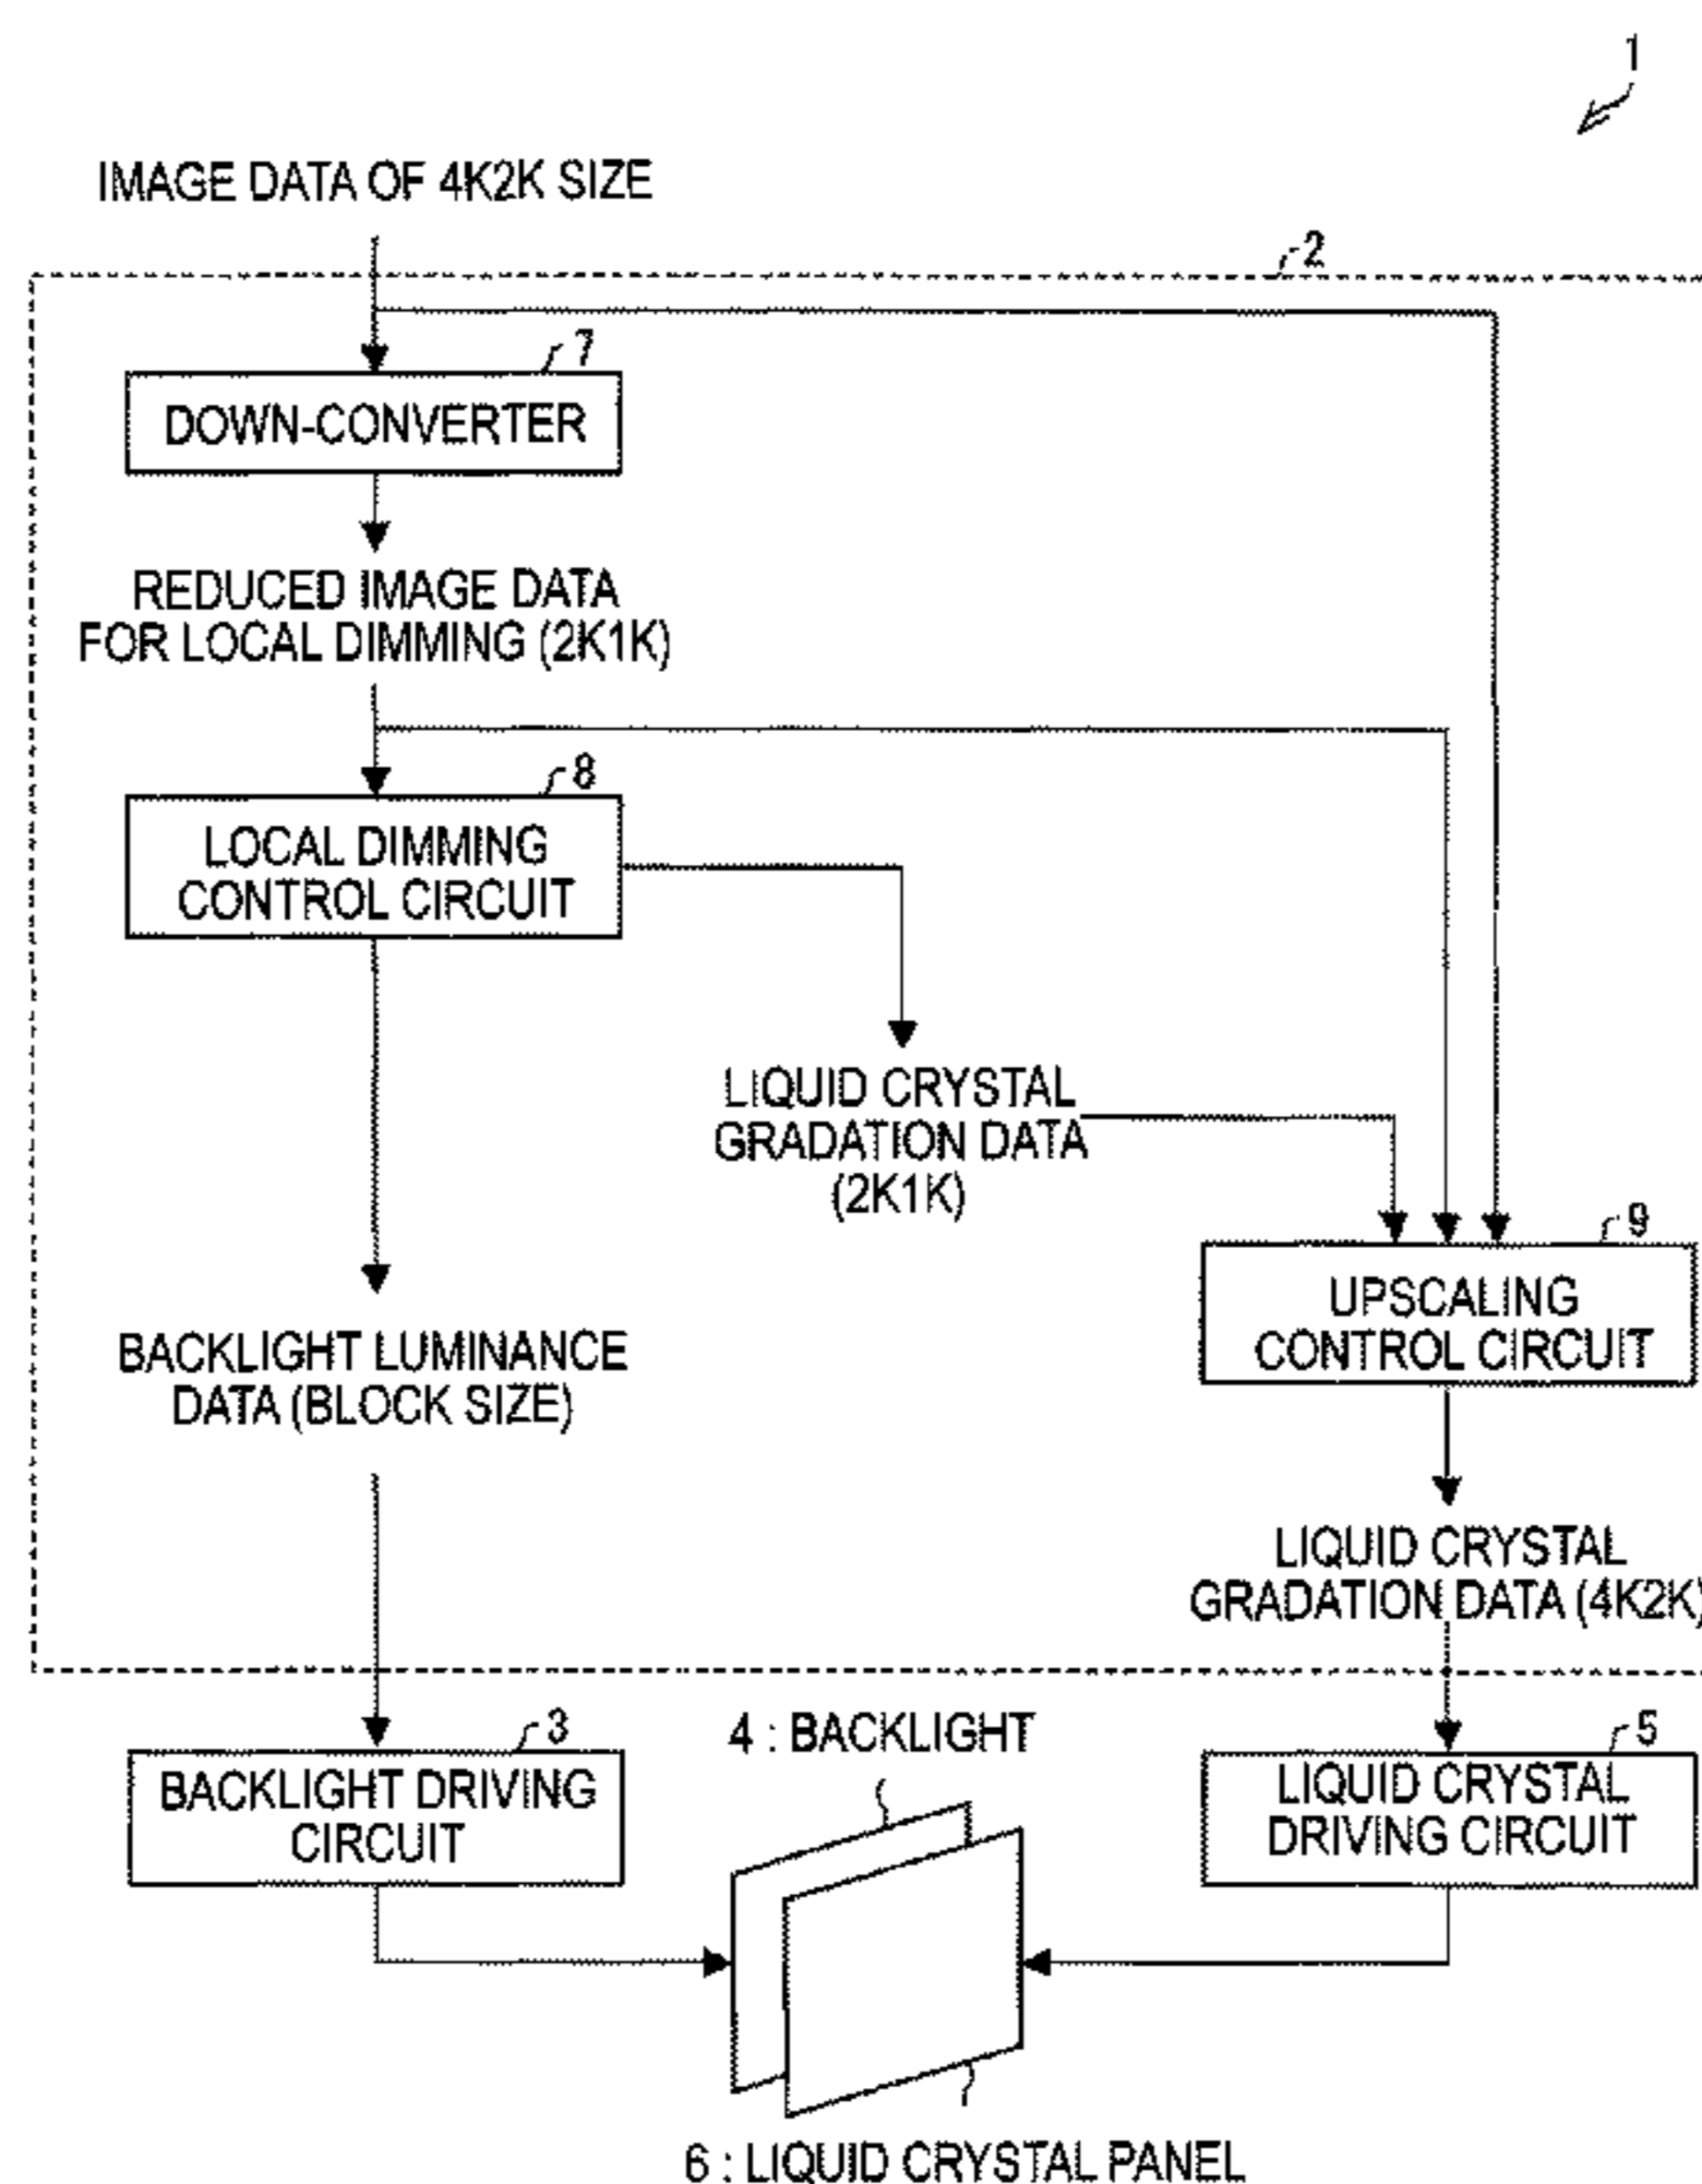 1
IMAGE DATA OF 4K2K SIZE
2
7
DOWN-CONVERTER
REDUCED IMAGE DATA
FOR LOCAL DIMMING (2K1K)
8
LOCAL DIMMING
CONTROL CIRCUIT
LIQUID CRYSTAL
GRADATION DATA
(2K1K)
9
UPSCALING
CONTROL CIRCUIT
BACKLIGHT LUMINANCE
DATA (BLOCK SIZE)
LIQUID CRYSTAL
GRADATION DATA (4K2K)
3
BACKLIGHT DRIVING
CIRCUIT
4 : BACKLIGHT
5
LIQUID CRYSTAL
DRIVING CIRCUIT
6 : LIQUID CRYSTAL PANEL